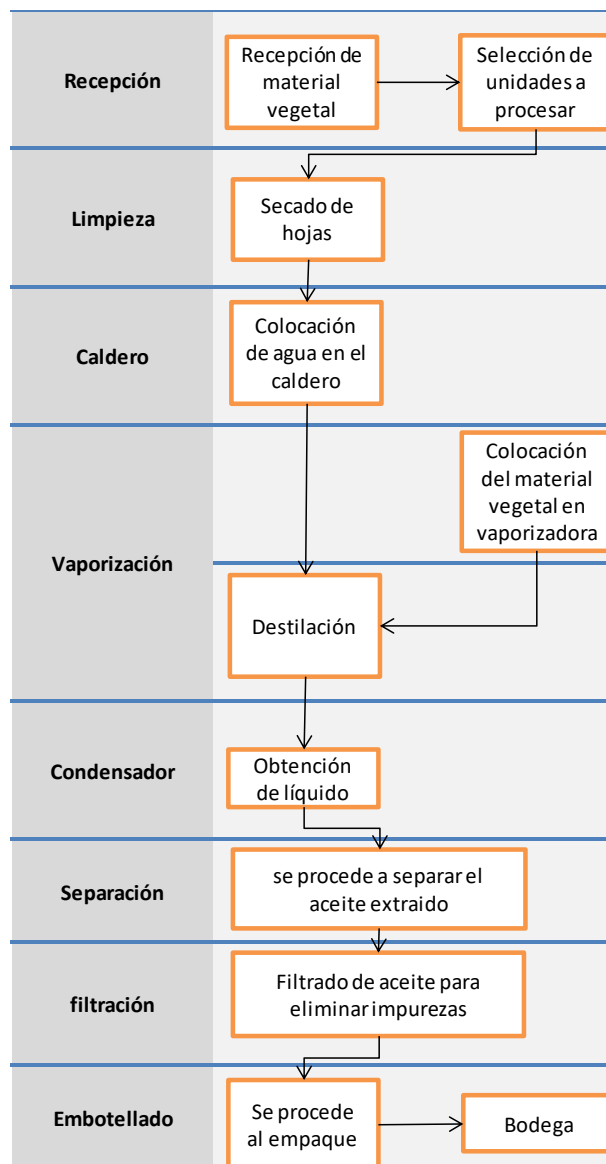 Recepción
Recepción de
material
vegetal
Selección de
unidades a
procesar
Limpieza
Secado de
hojas
Caldero
Colocación
de agua en el
caldero
Vaporización
Colocación
del material
vegetal en
vaporizadora
Destilación
Condensador
Obtención
de líquido
Separación
se procede a separar el
aceite extraido
filtración
Filtrado de aceite para
eliminar impurezas
Embotellado
Se procede
al empaque
Bodega